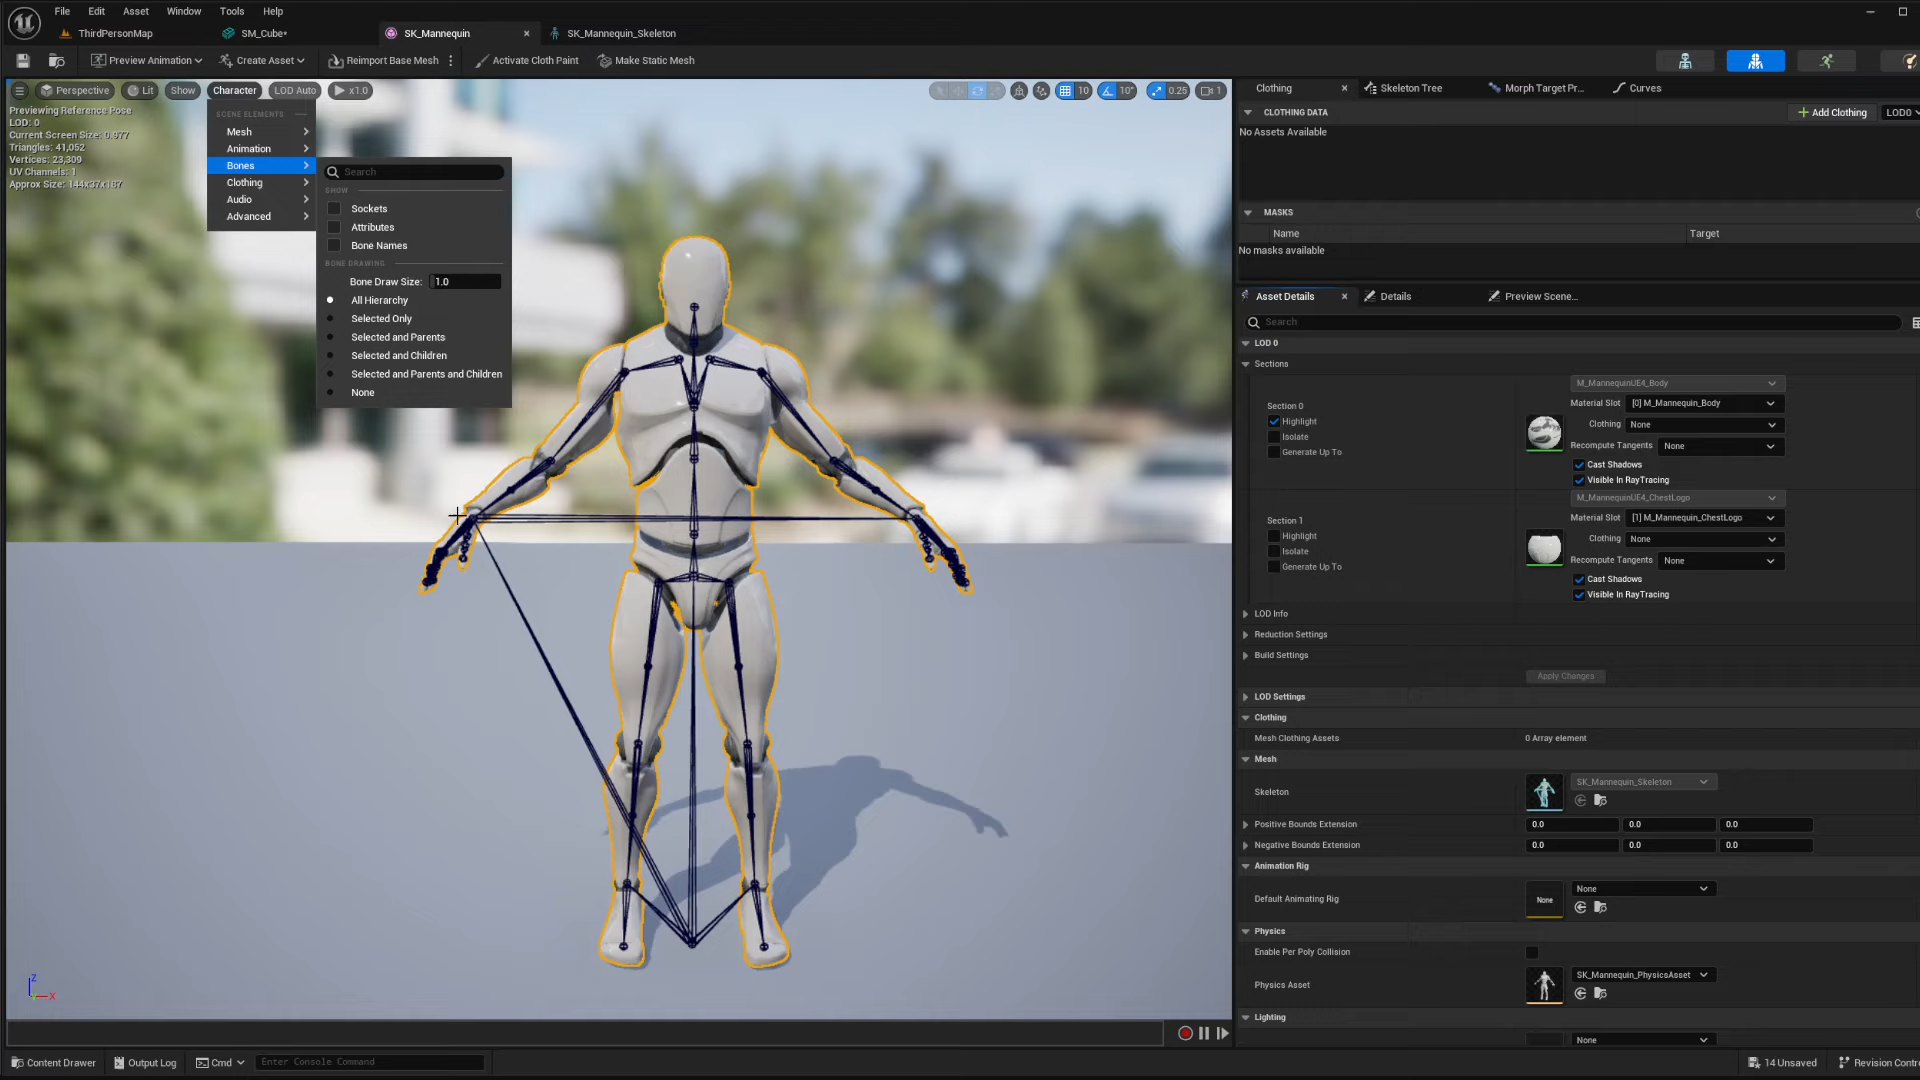 File Edit Asset Window Tools Help
ThirdPersonMap SM_Cube* SK_Mannequin SK_Mannequin_Skeleton
Preview Animation Create Asset Reimport Base Mesh Activate Cloth Paint Make Static Mesh
Perspective Lit Show Character LOD Auto x1.0 10 10° 0.25 1
Previewing Reference Pose
LOD: 0
Current Screen Size: 0.977
Triangles: 41,052
Vertices: 23,309
UV Channels: 1
Approx Size: 144x37x187
SCENE ELEMENTS
Mesh
Animation
Bones
Clothing
Audio
Advanced
Search
SHOW
Sockets
Attributes
Bone Names
BONE DRAWING
Bone Draw Size: 1.0
All Hierarchy
Selected Only
Selected and Parents
Selected and Children
Selected and Parents and Children
None
Z
X
Clothing Skeleton Tree Morph Target Pr... Curves
CLOTHING DATA + Add Clothing LOD0
No Assets Available
MASKS
Name Target
No masks available
Asset Details Details Preview Scene...
Search
LOD 0
Sections
M_MannequinUE4_Body
Material Slot [0] M_Mannequin_Body
Section 0
Highlight
Isolate
Generate Up To
Clothing None
Recompute Tangents None
Cast Shadows
Visible In RayTracing
M_MannequinUE4_ChestLogo
Material Slot [1] M_Mannequin_ChestLogo
Section 1
Highlight
Isolate
Generate Up To
Clothing None
Recompute Tangents None
Cast Shadows
Visible In RayTracing
LOD Info
Reduction Settings
Build Settings
Apply Changes
LOD Settings
Clothing
Mesh Clothing Assets 0 Array element
Mesh
Skeleton SK_Mannequin_Skeleton
Positive Bounds Extension 0.0 0.0 0.0
Negative Bounds Extension 0.0 0.0 0.0
Animation Rig
Default Animating Rig None None
Physics
Enable Per Poly Collision
Physics Asset SK_Mannequin_PhysicsAsset
Lighting
None
Content Drawer Output Log Cmd Enter Console Command 14 Unsaved Revision Contr